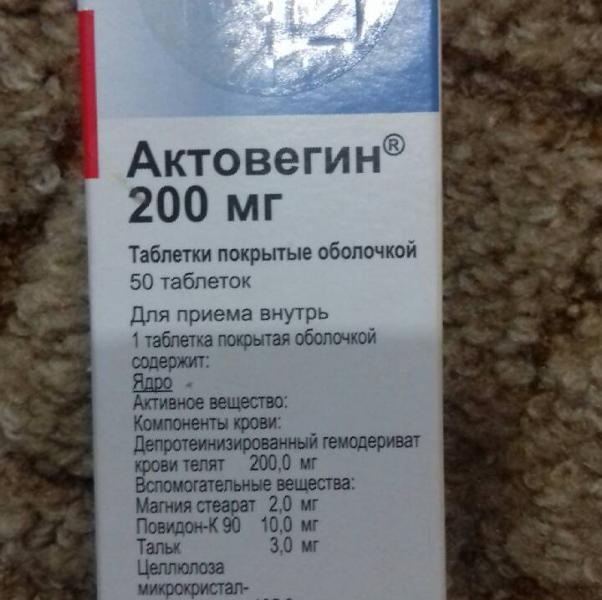 Актовегин®
200 мг
Таблетки покрытые оболочкой
50 таблеток
Для приема внутрь
1 таблетка покрытая оболочкой
содержит:
Ядро
Активное вещество:
Компоненты крови:
Депротеинизированный гемодериват
крови телят 200,0 мг
Вспомогательные вещества:
Магния стеарат 2,0 мг
Повидон-К 90 10,0 мг
Тальк 3,0 мг
Целлюлоза
микрокристал-